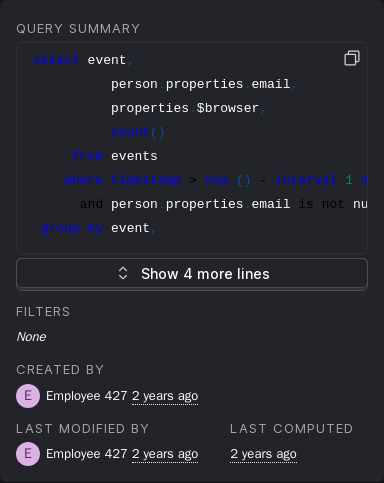 QUERY SUMMARY
select event,
person.properties.email,
properties.$browser,
count()
from events
where timestamp > now () - interval 1
and person.properties.email is not nu
group by event,
Show 4 more lines
FILTERS
None
CREATED BY
E Employee 427 2 years ago
LAST MODIFIED BY LAST COMPUTED
E Employee 427 2 years ago 2 years ago